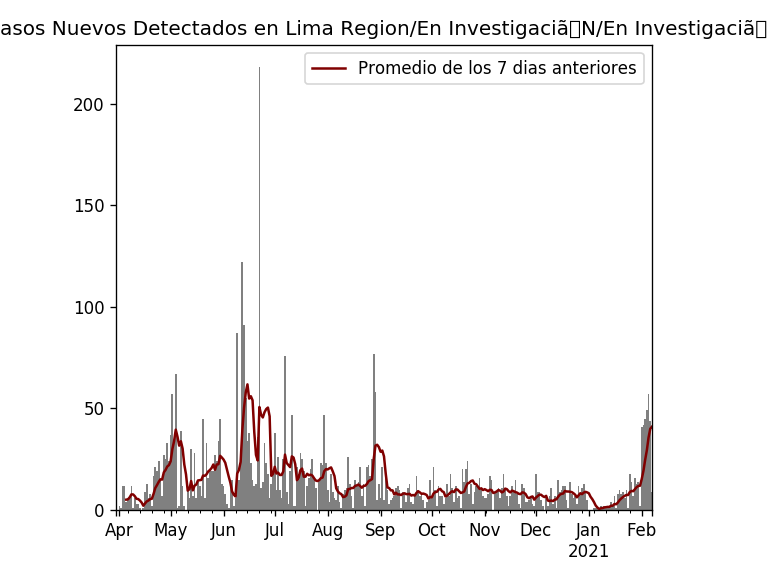 asos Nuevos Detectados en Lima Region/En Investigaciã▯N/En Investigaciã▯
Promedio de los 7 dias anteriores
200
150
100
50
0
Apr May Jun Jul Aug Sep Oct Nov Dec Jan Feb
2021